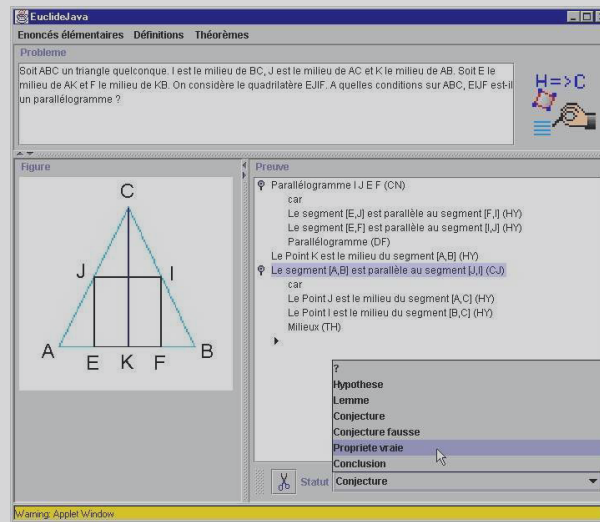 EuclideJava
Enoncés élémentaires Définitions Théorèmes
Probleme
Soit ABC un triangle quelconque. I est le milieu de BC, J est le milieu de AC et K le milieu de AB. Soit E le
milieu de AK et F le milieu de KB. On considère le quadrilatère EJIF. A quelles conditions sur ABC, EIJF est-il
un parallélogramme ?
H=>C
Figure
C
J I
A E K F B
Preuve
Parallélogramme I J E F (CN)
car
Le segment [E,J] est parallèle au segment [F,I] (HY)
Le segment [E,F] est parallèle au segment [I,J] (HY)
Parallélogramme (DF)
Le Point K est le milieu du segment [A,B] (HY)
Le segment [A,B] est parallèle au segment [J,I] (CJ)
car
Le Point J est le milieu du segment [A,C] (HY)
Le Point I est le milieu du segment [B,C] (HY)
Milieux (TH)
?
Hypothese
Lemme
Conjecture
Conjecture fausse
Propriete vraie
Conclusion
Statut Conjecture
Warning: Applet Window